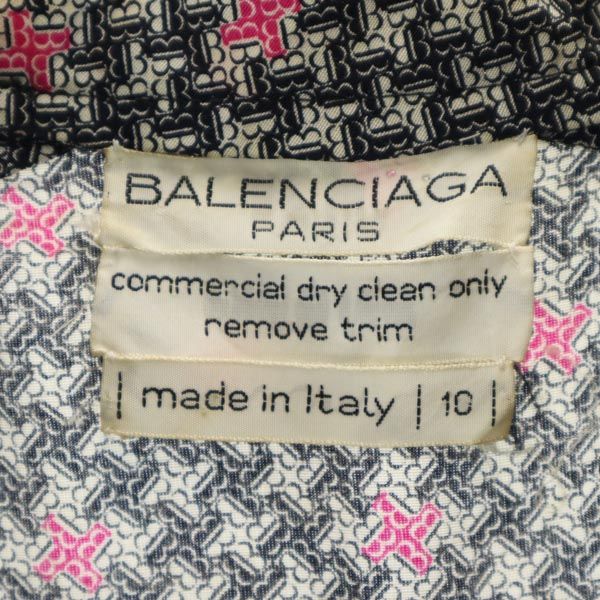 BALENCIAGA
PARIS
commercial dry clean only
remove trim
| made in Italy | 10 |